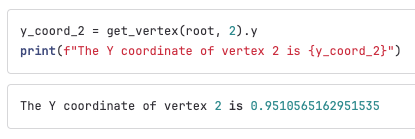 y_coord_2 = get_vertex(root, 2).y
print(f"The Y coordinate of vertex 2 is {y_coord_2}")
The Y coordinate of vertex 2 is 0.9510565162951535